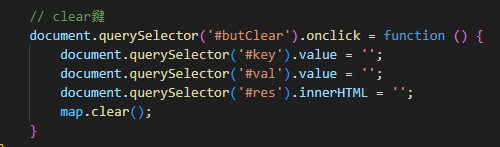 // clear鍵
document.querySelector('#butClear').onclick = function () {
document.querySelector('#key').value = '';
document.querySelector('#val').value = '';
document.querySelector('#res').innerHTML = '';
map.clear();
}